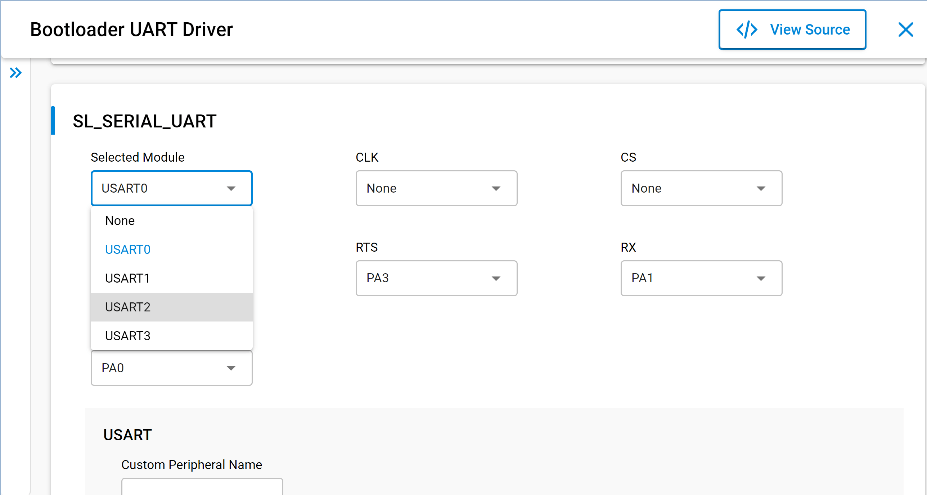 Bootloader UART Driver
</> View Source
SL_SERIAL_UART
Selected Module
CLK
CS
USART0
None
None
None
USART0
USART1
USART2
USART3
RTS
RX
PA3
PA1
PA0
USART
Custom Peripheral Name